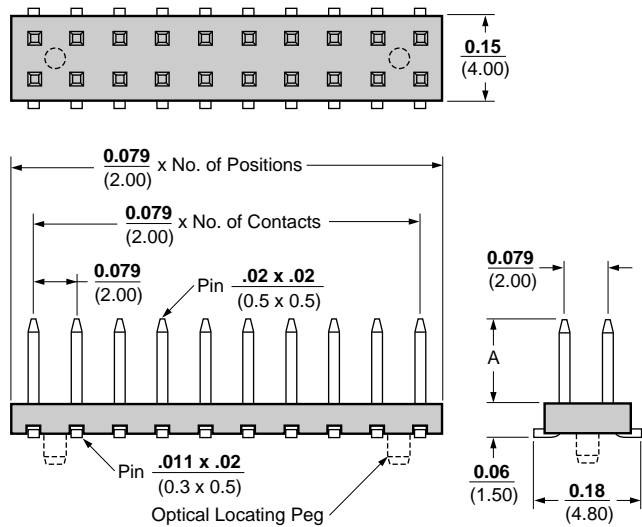 0.15
(4.00)
0.079 x No. of Positions
(2.00)
0.079 x No. of Contacts
(2.00)
0.079
(2.00)
Pin .02 x .02
(0.5 x 0.5)
0.079
(2.00)
A
Pin .011 x .02
(0.3 x 0.5)
Optical Locating Peg
0.06
(1.50)
0.18
(4.80)